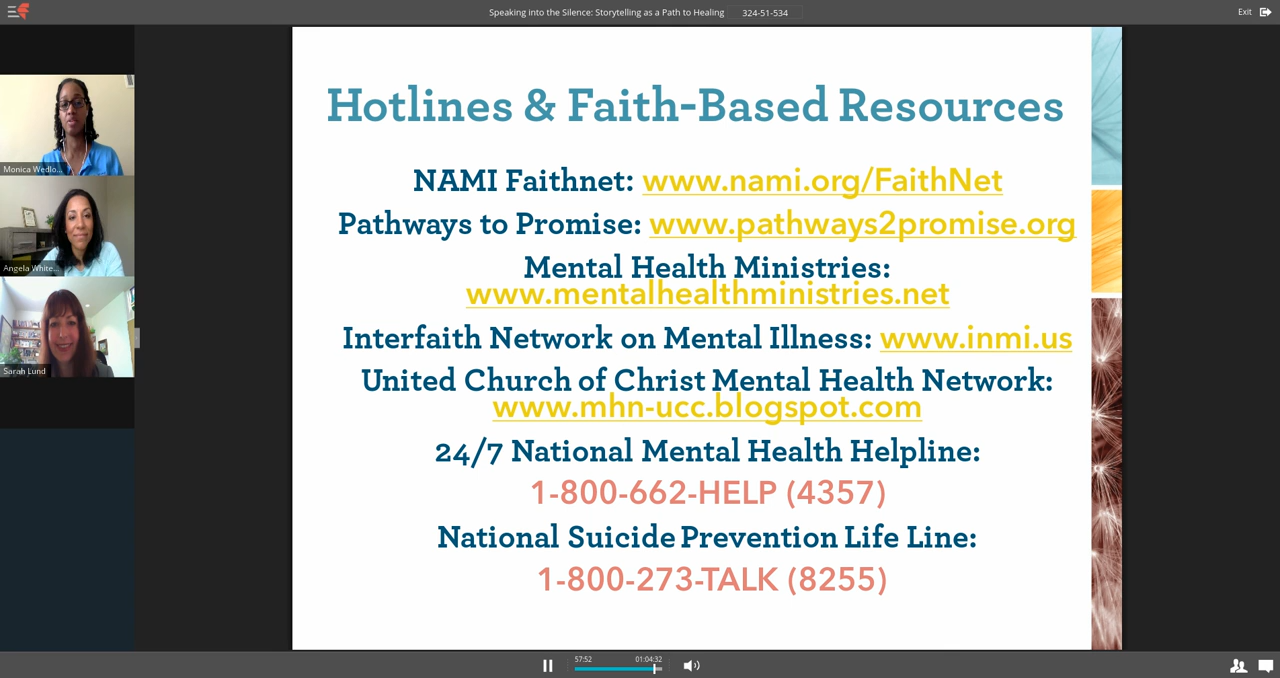 Speaking into the Silence: Storytelling as a Path to Healing 324-51-534
Exit
Monica Wedlo...
Angela White...
Sarah Lund
Hotlines & Faith-Based Resources
NAMI Faithnet: www.nami.org/FaithNet
Pathways to Promise: www.pathways2promise.org
Mental Health Ministries:
www.mentalhealthministries.net
Interfaith Network on Mental Illness: www.inmi.us
United Church of Christ Mental Health Network:
www.mhn-ucc.blogspot.com
24/7 National Mental Health Helpline:
1-800-662-HELP (4357)
National Suicide Prevention Life Line:
1-800-273-TALK (8255)
57:52 01:04:32